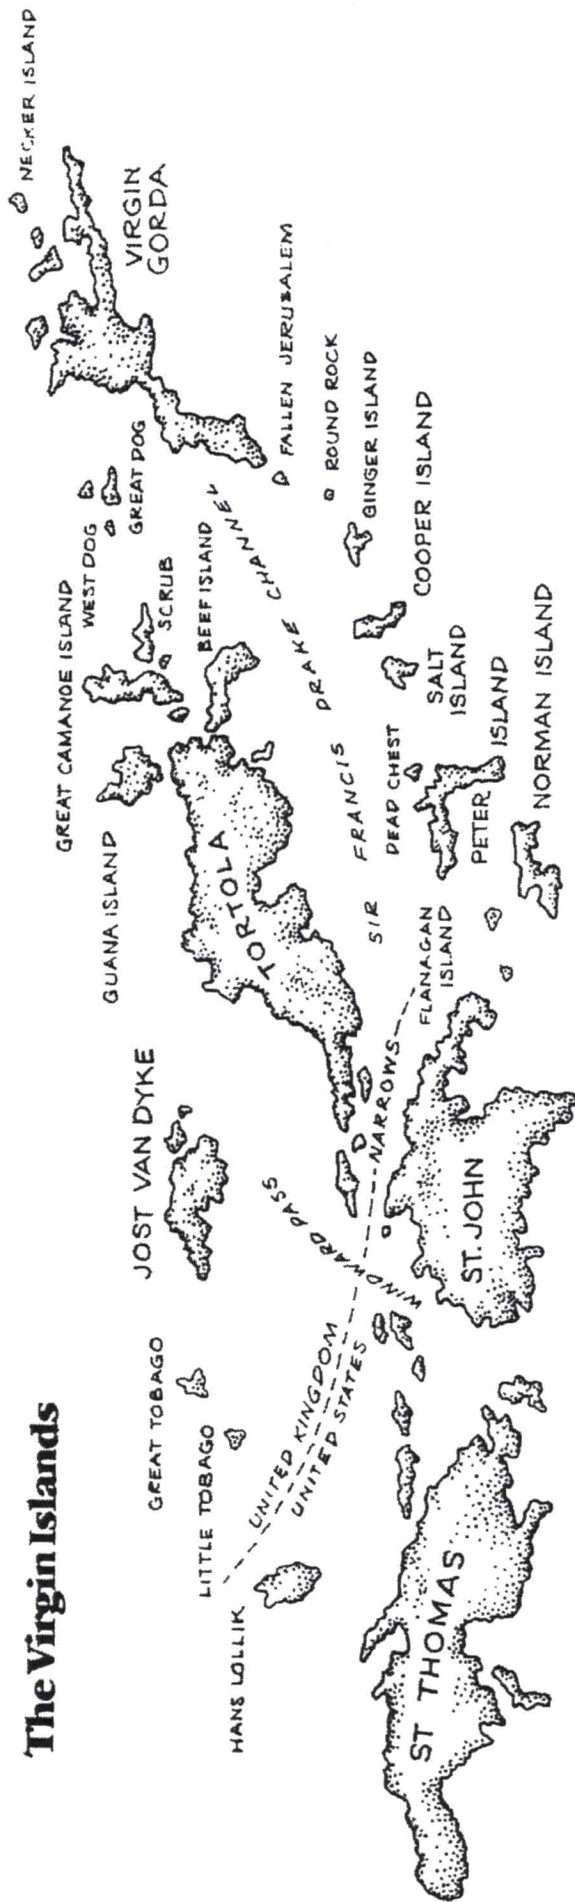 The Virgin Islands
NECKER ISLAND
VIRGIN
GORDA
GREAT CAMANOE ISLAND
WEST DOG
GREAT DOG
SCRUB
BEEF ISLAND
GUANA ISLAND
TORTOLA
FALLEN JERUSALEM
ROUND ROCK
GINGER ISLAND
COOPER ISLAND
SALT
ISLAND
SIR FRANCIS DRAKE CHANNEL
DEAD CHEST
PETER ISLAND
NORMAN ISLAND
FLANAGAN
ISLAND
NARROWS
JOST VAN DYKE
WINDWARD PASS
ST. JOHN
GREAT TOBAGO
LITTLE TOBAGO
UNITED KINGDOM
UNITED STATES
HANS LOLLIK
ST THOMAS